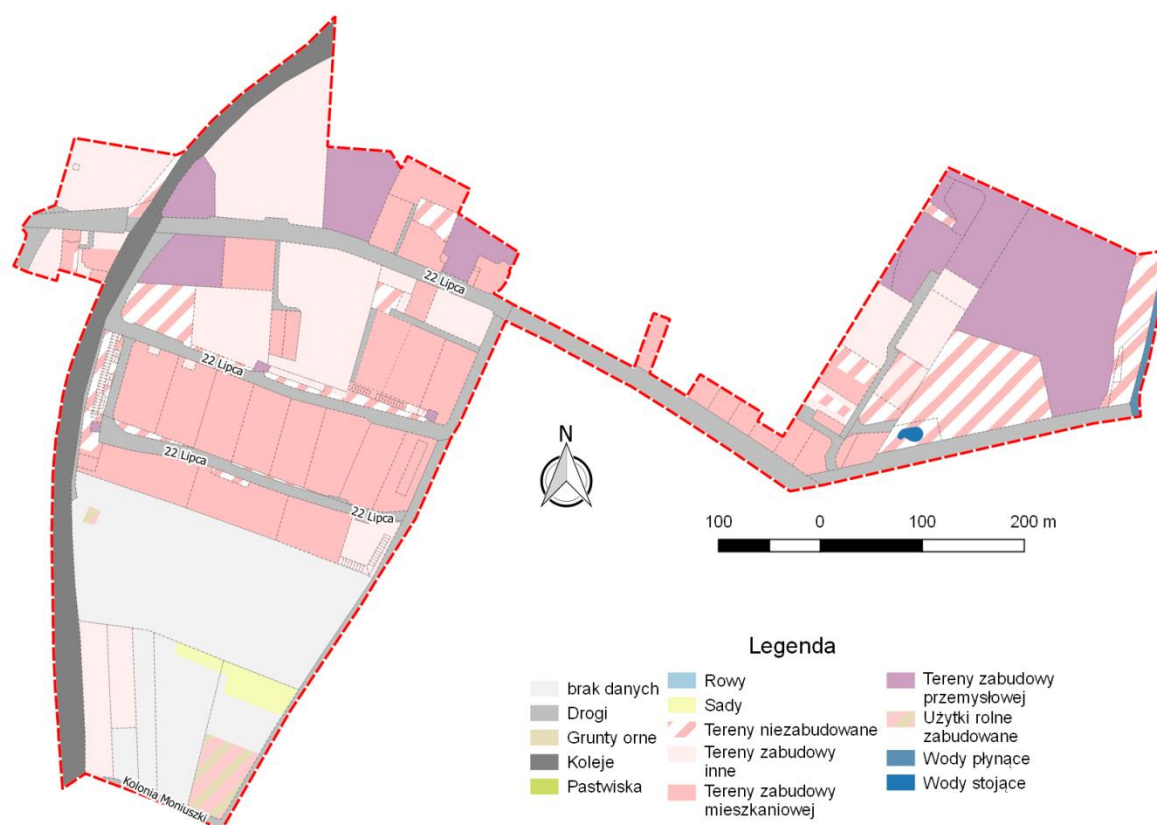 22 Lipca
22 Lipca
22 Lipca
22 Lipca
Kolonia Moniuszki
N
100 0 100 200 m
Legenda
brak danych
Drogi
Grunty orne
Koleje
Pastwiska
Rowy
Sady
Tereny niezabudowane
Tereny zabudowy
inne
Tereny zabudowy
mieszkaniowej
Tereny zabudowy
przemysłowej
Użytki rolne
zabudowane
Wody płynące
Wody stojące